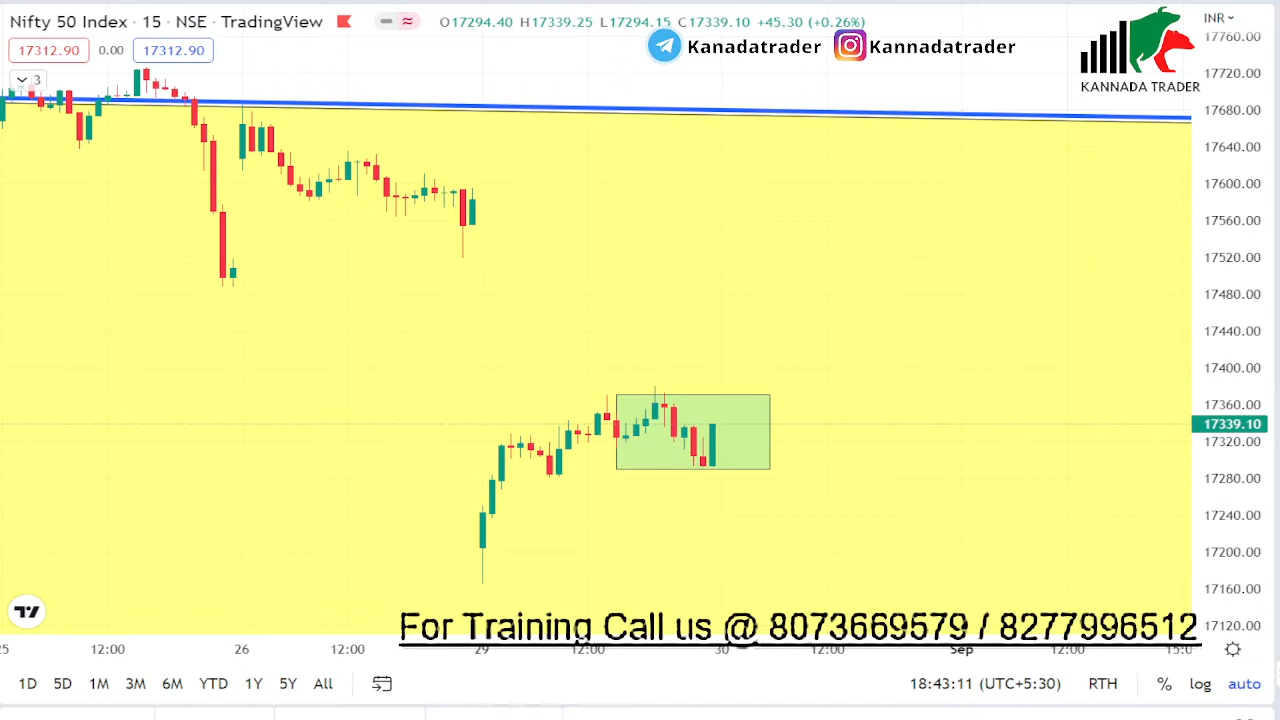 Nifty 50 Index · 15 · NSE · TradingView O17294.40 H17339.25 L17294.15 C17339.10 +45.30 (+0.26%) INR
17312.90 0.00 17312.90
Kanadatrader Kannadatrader
3
KANNADA TRADER
17760.00
17720.00
17680.00
17640.00
17600.00
17560.00
17520.00
17480.00
17440.00
17400.00
17360.00
17339.10
17320.00
17280.00
17240.00
17200.00
17160.00
17120.00
For Training Call us @ 8073669579 / 8277996512
25 12:00 26 12:00 29 12:00 30 12:00 Sep 12:00 15:0
1D 5D 1M 3M 6M YTD 1Y 5Y All 18:43:11 (UTC+5:30) RTH % log auto